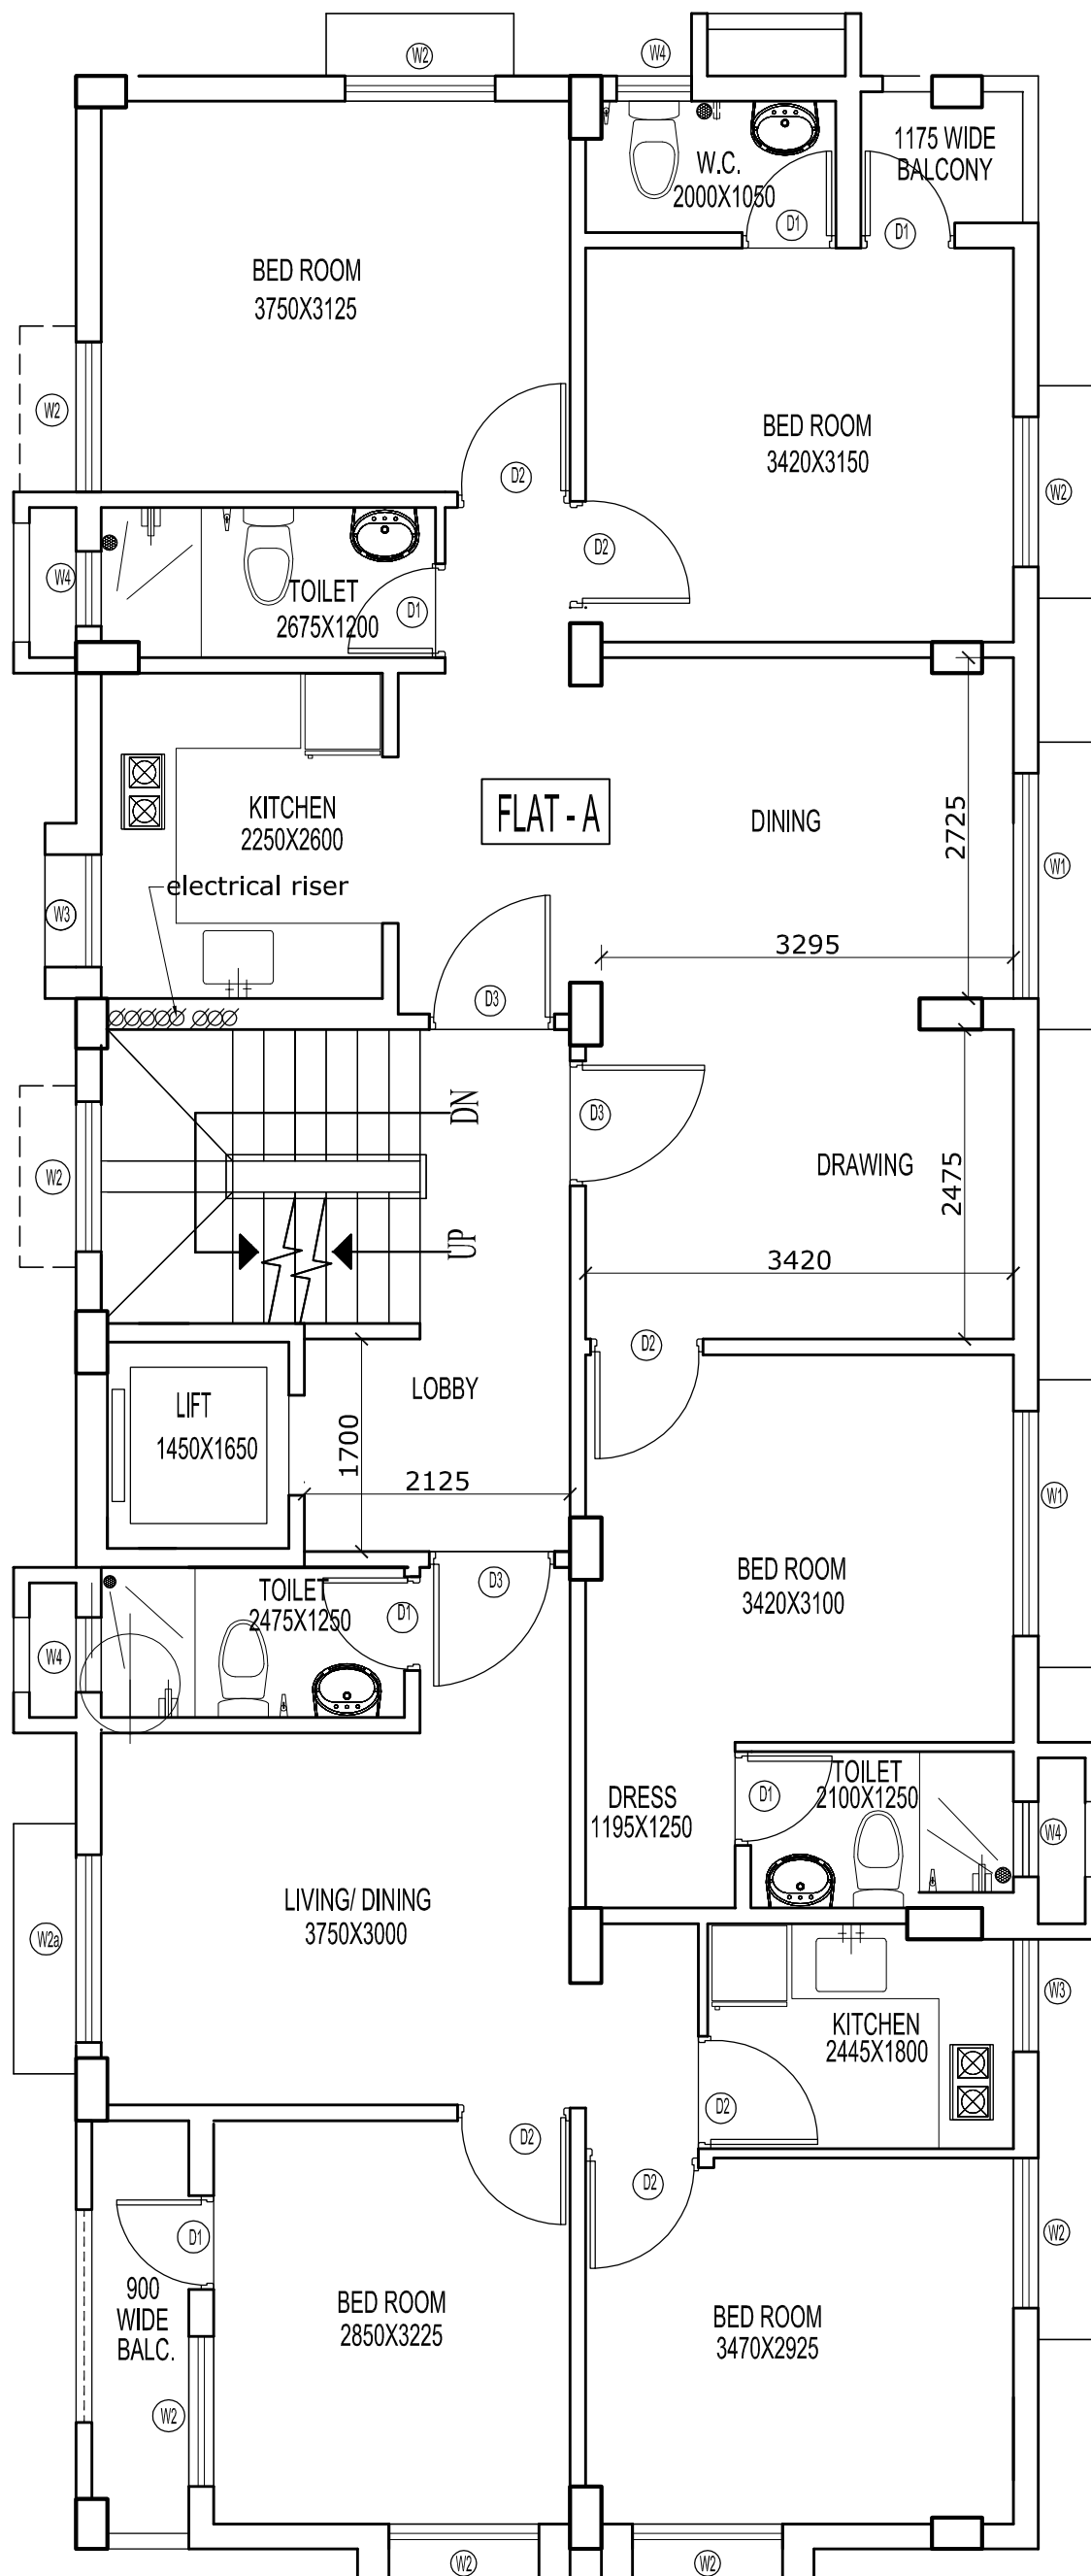 W2
W4
1175 WIDE
BALCONY
W.C.
2000X1050
D1
D1
BED ROOM
3750X3125
W2
BED ROOM
3420X3150
D2
W2
D2
W4
TOILET
2675X1200
D1
KITCHEN
2250X2600
FLAT - A
DINING
2725
W1
electrical riser
W3
3295
D3
DN
D3
W2
DRAWING
2475
UP
3420
D2
LOBBY
LIFT
1450X1650
1700
2125
W1
BED ROOM
3420X3100
D3
TOILET
2475X1250
D1
W4
TOILET
2100X1250
D1
DRESS
1195X1250
W4
LIVING/ DINING
3750X3000
W2a
W3
KITCHEN
2445X1800
D2
D2
D2
D1
W2
900
WIDE
BALC.
BED ROOM
2850X3225
BED ROOM
3470X2925
W2
W2
W2